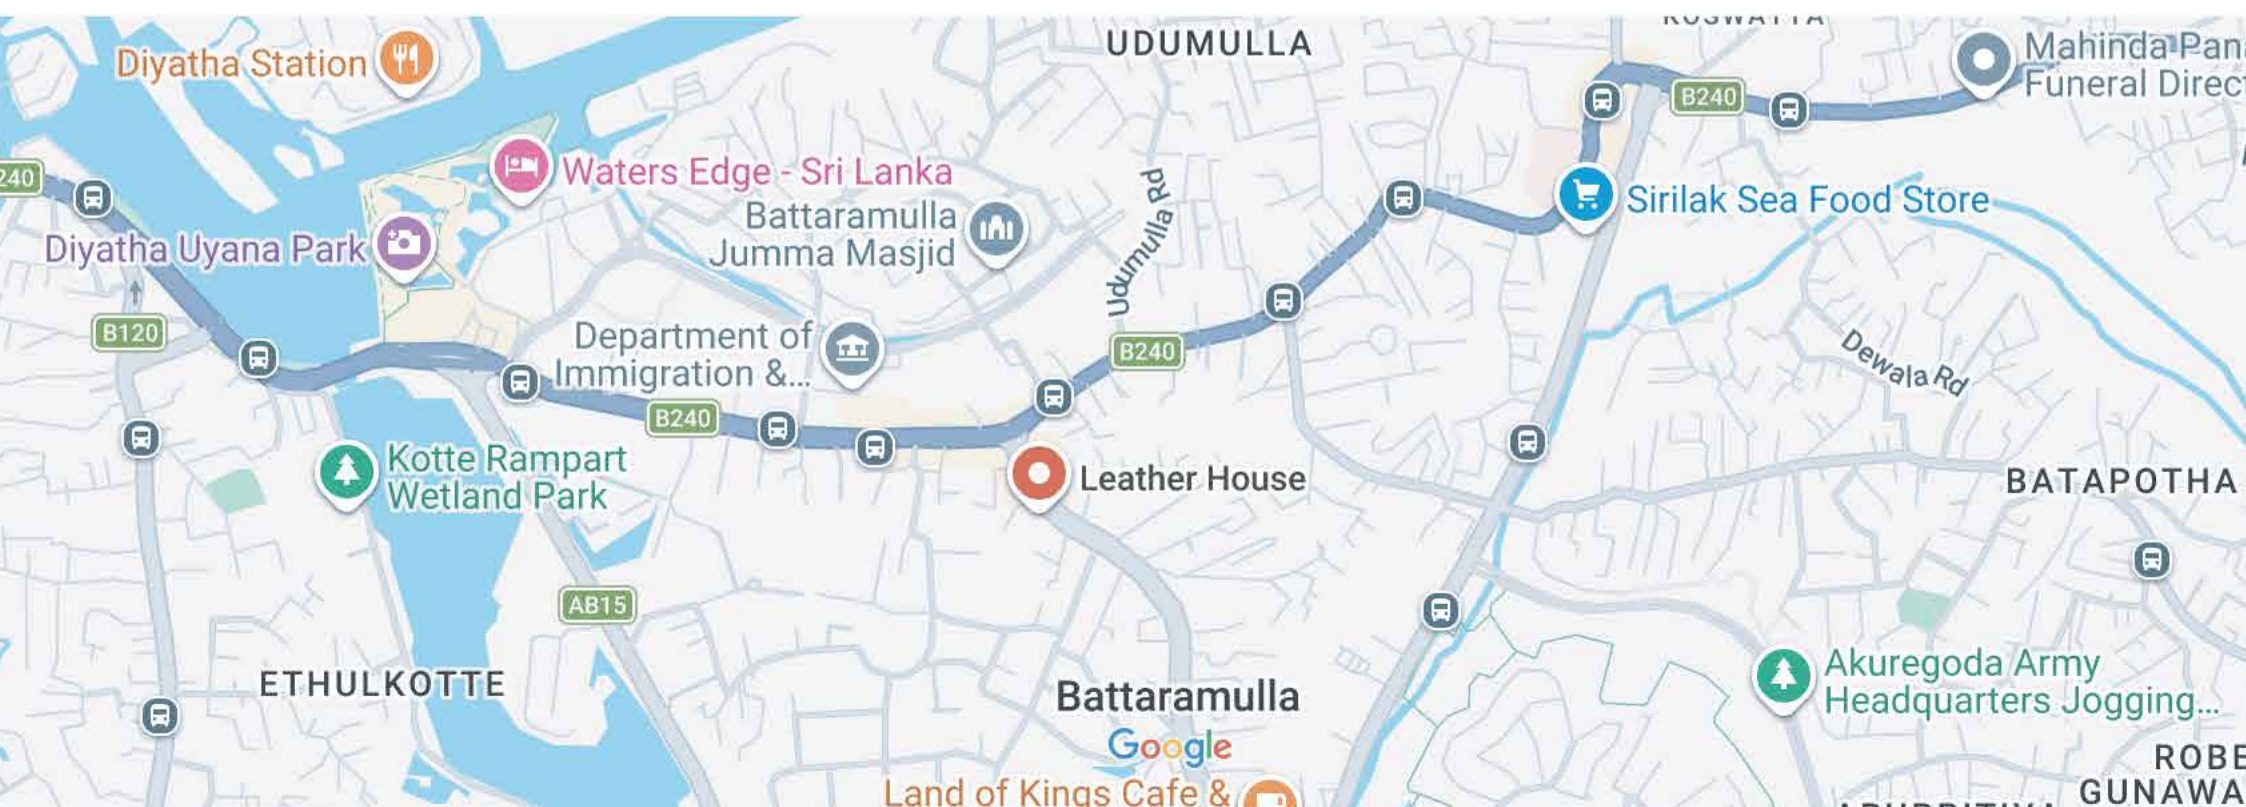 KOSWATTA
UDUMULLA
Diyatha Station
Mahinda Pan
Funeral Direct
B240
Waters Edge - Sri Lanka
240
Sirilak Sea Food Store
Battaramulla
Jumma Masjid
Udumulla Rd
Diyatha Uyana Park
B120
Department of
Immigration &...
B240
Dewala Rd
B240
Kotte Rampart
Wetland Park
Leather House
BATAPOTHA
AB15
ETHULKOTTE
Battaramulla
Akuregoda Army
Headquarters Jogging...
Google
ROBE
GUNAWA
Land of Kings Cafe &